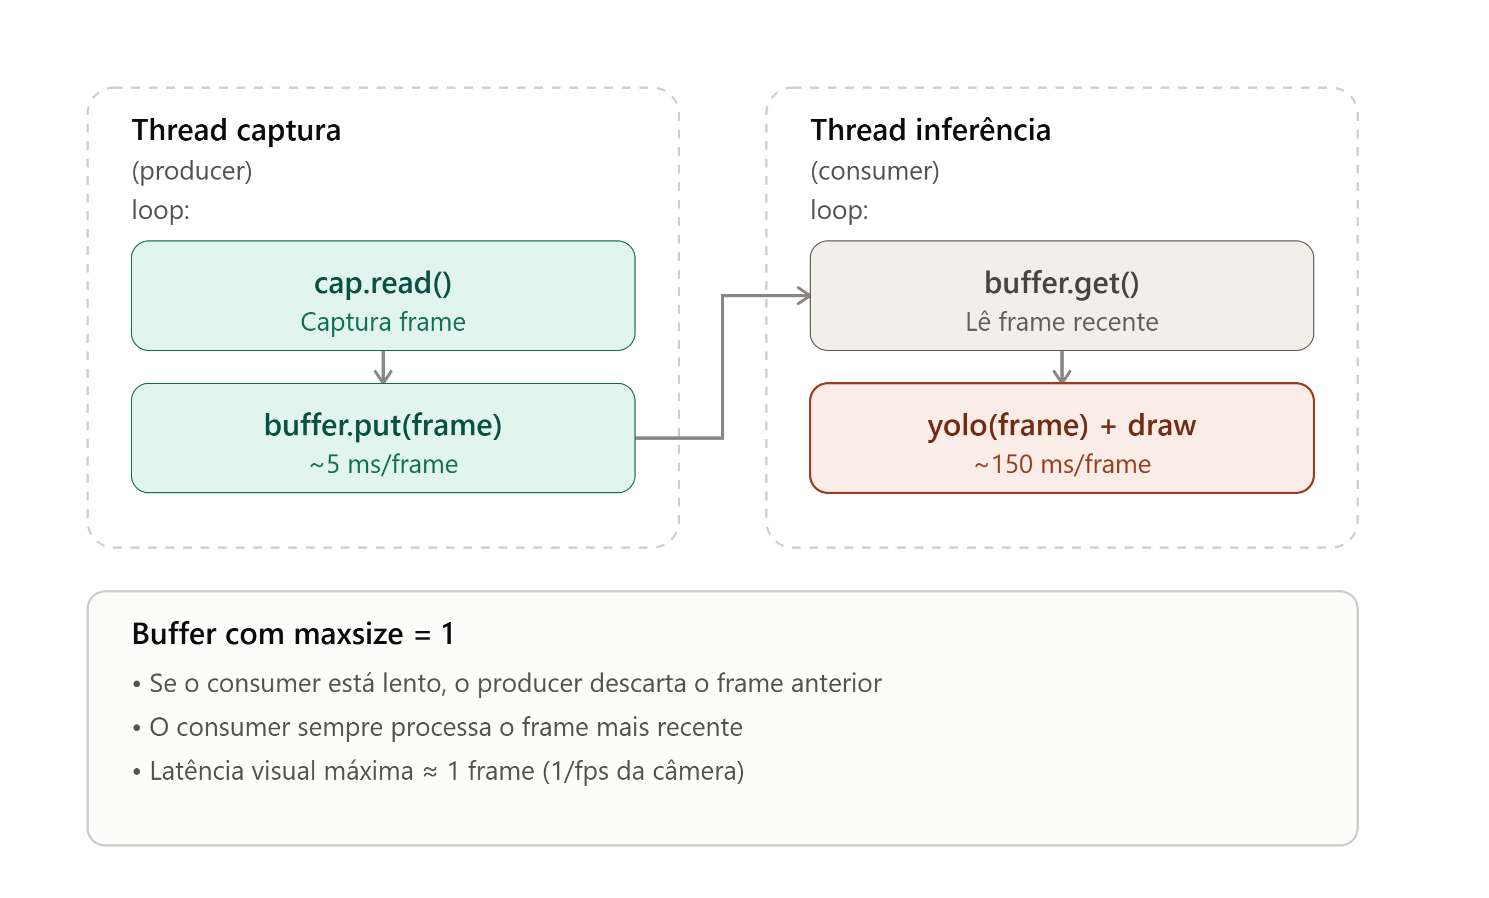 Thread captura
(producer)
loop:
cap.read()
Captura frame
buffer.put(frame)
~5 ms/frame
Thread inferência
(consumer)
loop:
buffer.get()
Lê frame recente
yolo(frame) + draw
~150 ms/frame
Buffer com maxsize = 1
• Se o consumer está lento, o producer descarta o frame anterior
• O consumer sempre processa o frame mais recente
• Latência visual máxima ≈ 1 frame (1/fps da câmera)